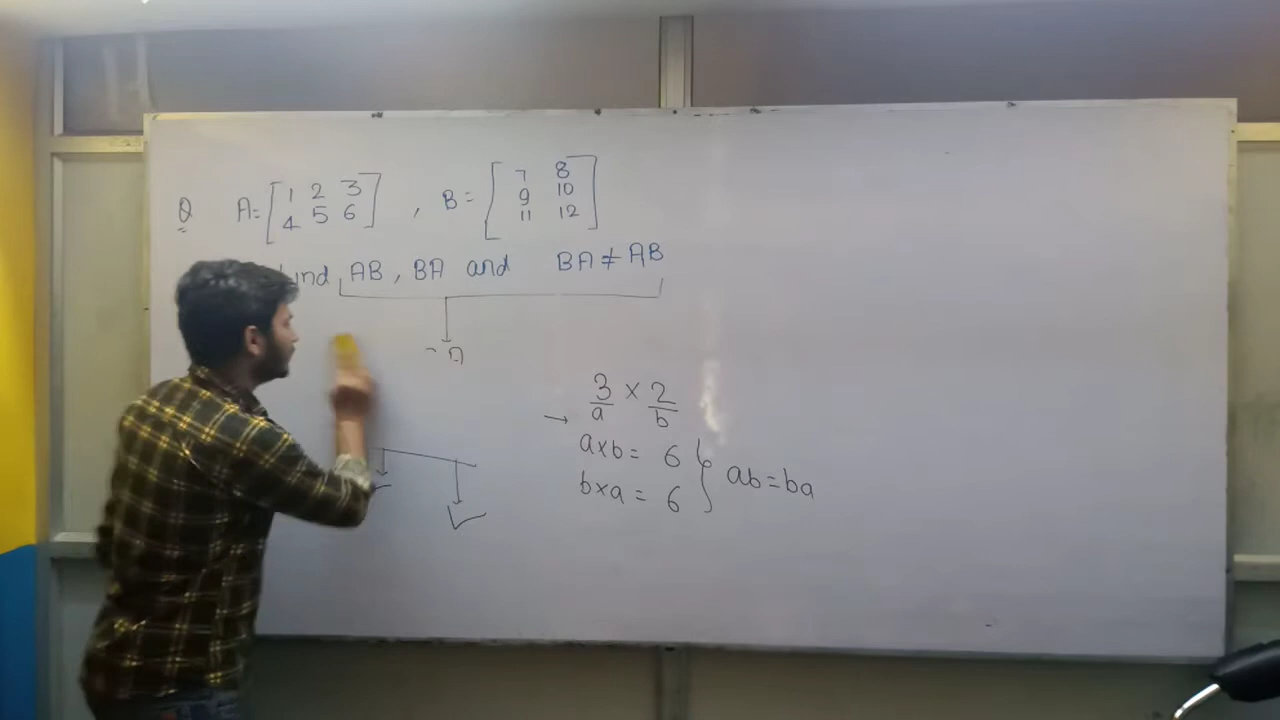 Q A = [ 1 2 3
4 5 6 ] , B = [ 7 8
9 10
11 12 ]
AB, BA and BA ≠ AB
3/a × 2/b
→ a×b = 6
b×a = 6 } ab = ba